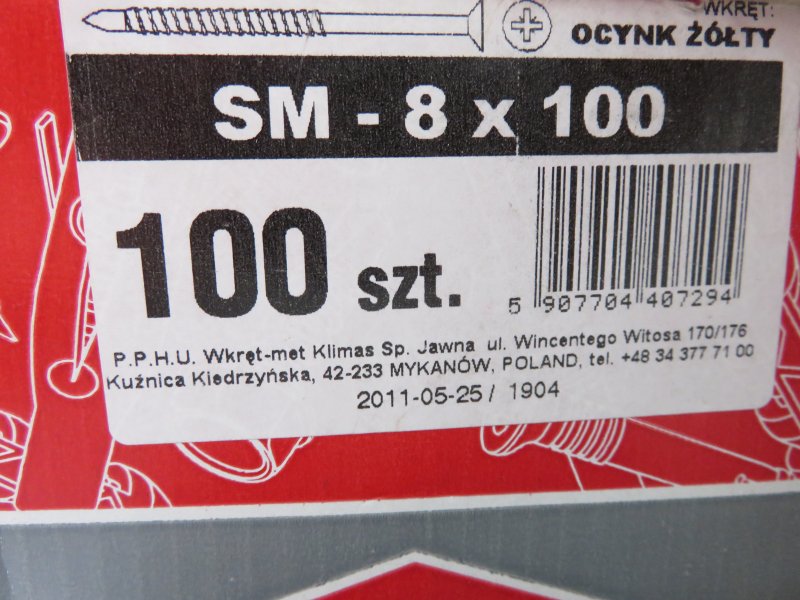 WKRĘT:
OCYNK ŻÓŁTY
SM - 8 x 100
100 szt.
5 907704 407294
P.P.H.U. Wkręt-met Klimas Sp. Jawna ul. Wincentego Witosa 170/176
Kuźnica Kiedrzyńska, 42-233 MYKANÓW, POLAND, tel. +48 34 377 71 00
2011-05-25 / 1904